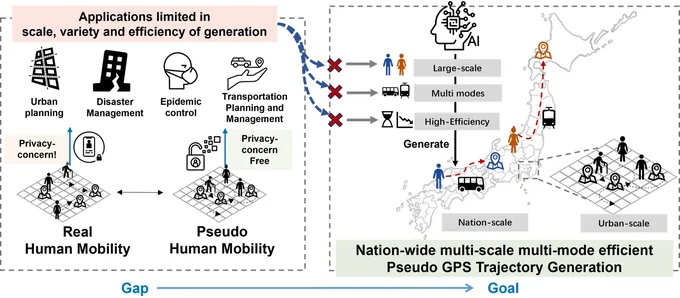 Applications limited in
scale, variety and efficiency of generation
Urban
planning
Disaster
Management
Epidemic
control
Transportation
Planning and
Management
Privacy-
concern!
Privacy-
concern
Free
Real
Human Mobility
Pseudo
Human Mobility
AI
Large-scale
Multi modes
High-Efficiency
Generate
Nation-scale
Urban-scale
Nation-wide multi-scale multi-mode efficient
Pseudo GPS Trajectory Generation
Gap
Goal